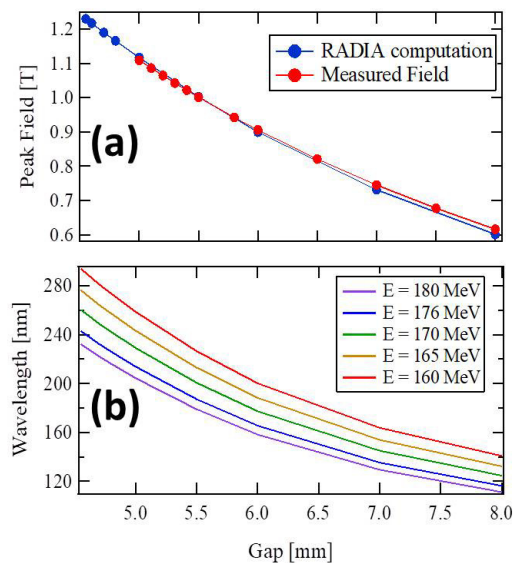 1.2
1.1
1.0
0.9
0.8
0.7
0.6
Peak Field [T]
(a)
RADIA computation
Measured Field
280
240
200
160
120
Wavelength [nm]
(b)
E = 180 MeV
E = 176 MeV
E = 170 MeV
E = 165 MeV
E = 160 MeV
5.0 5.5 6.0 6.5 7.0 7.5 8.0
Gap [mm]